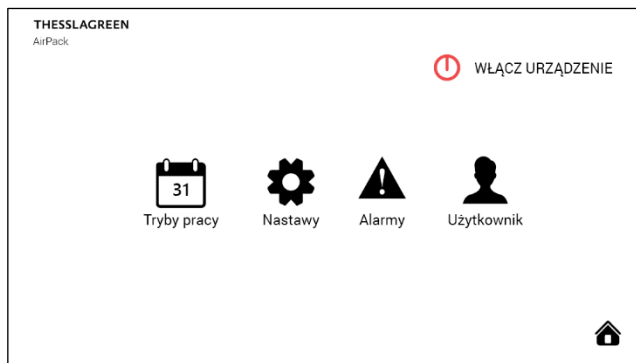 THESSLAGREEN
AirPack
WŁĄCZ URZĄDZENIE
31
Tryby pracy
Nastawy
Alarmy
Użytkownik